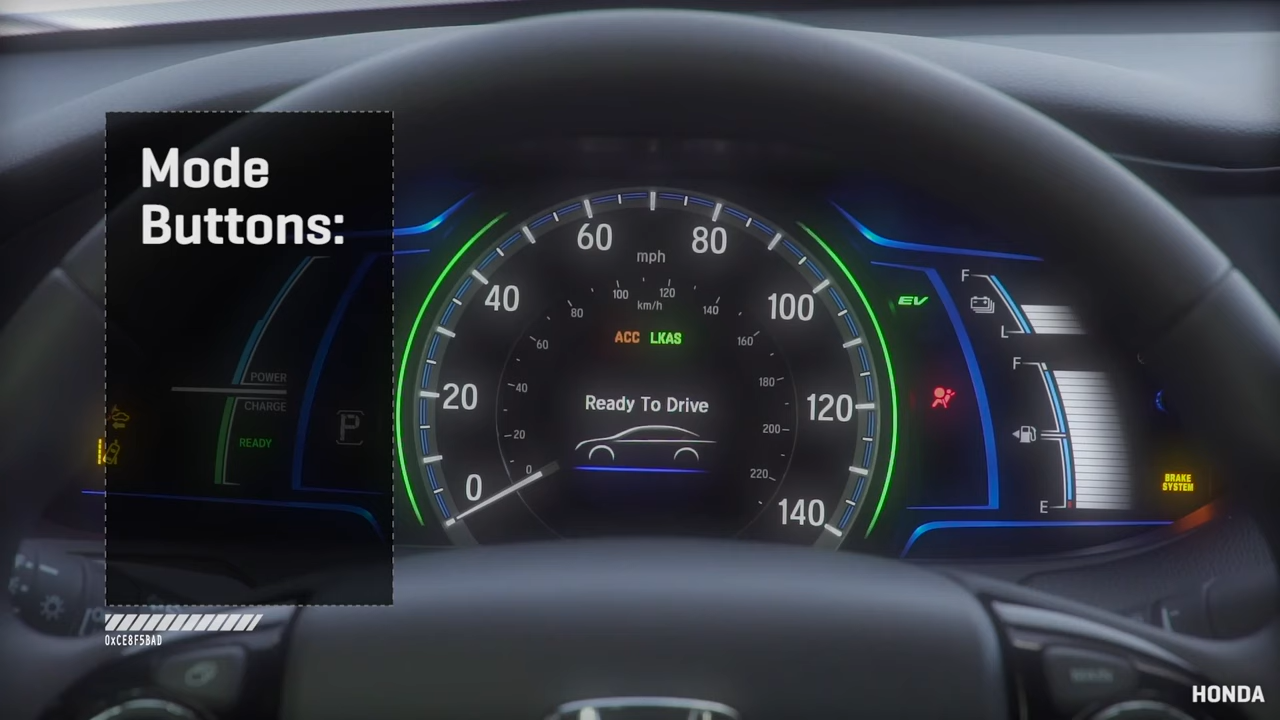 Mode
Buttons:
60
80
mph
100
120
km/h
40
80
140
100
ACC LKAS
60
160
EV
F
L
F
POWER
CHARGE
READY
P
20
40
Ready To Drive
180
120
20
200
0
0
220
140
E
BRAKE
SYSTEM
0xCE8F5BAD
MAIN
HONDA